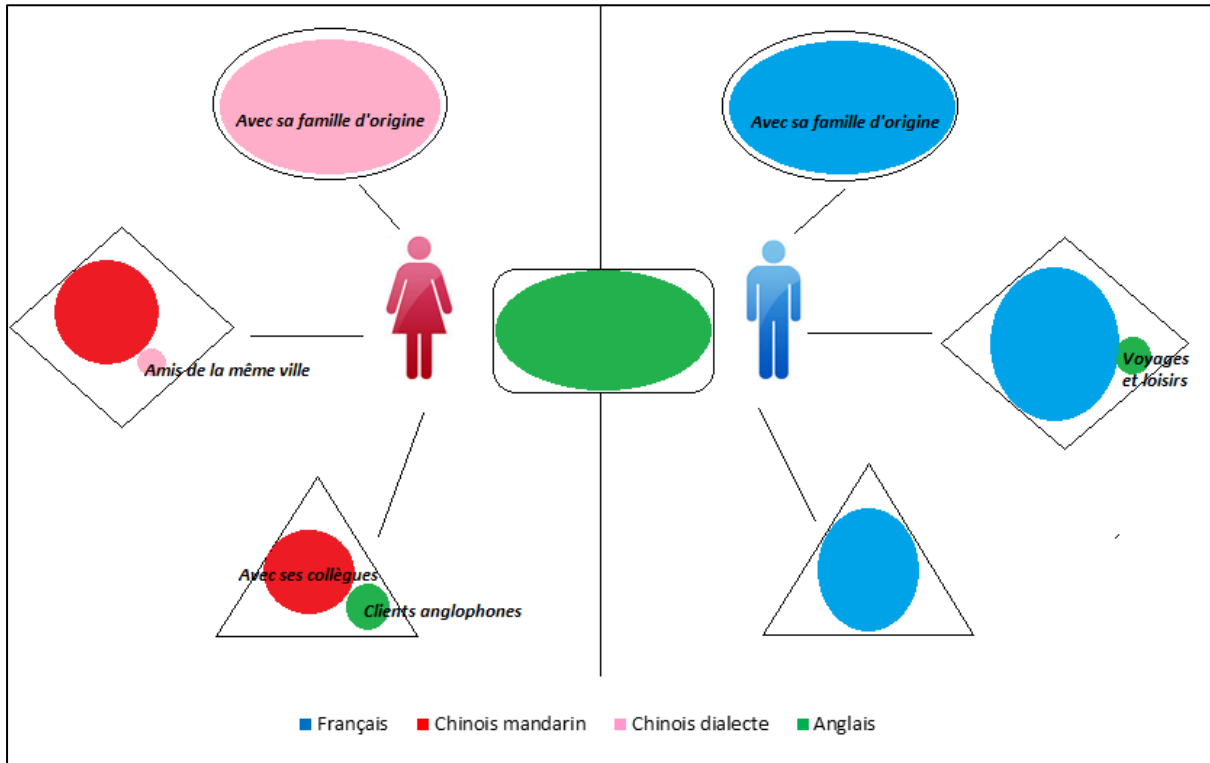 Avec sa famille d'origine
Avec sa famille d'origine
Amis de la même ville
Voyages
et loisirs
Avec ses collègues
Clients anglophones
Français
Chinois mandarin
Chinois dialecte
Anglais